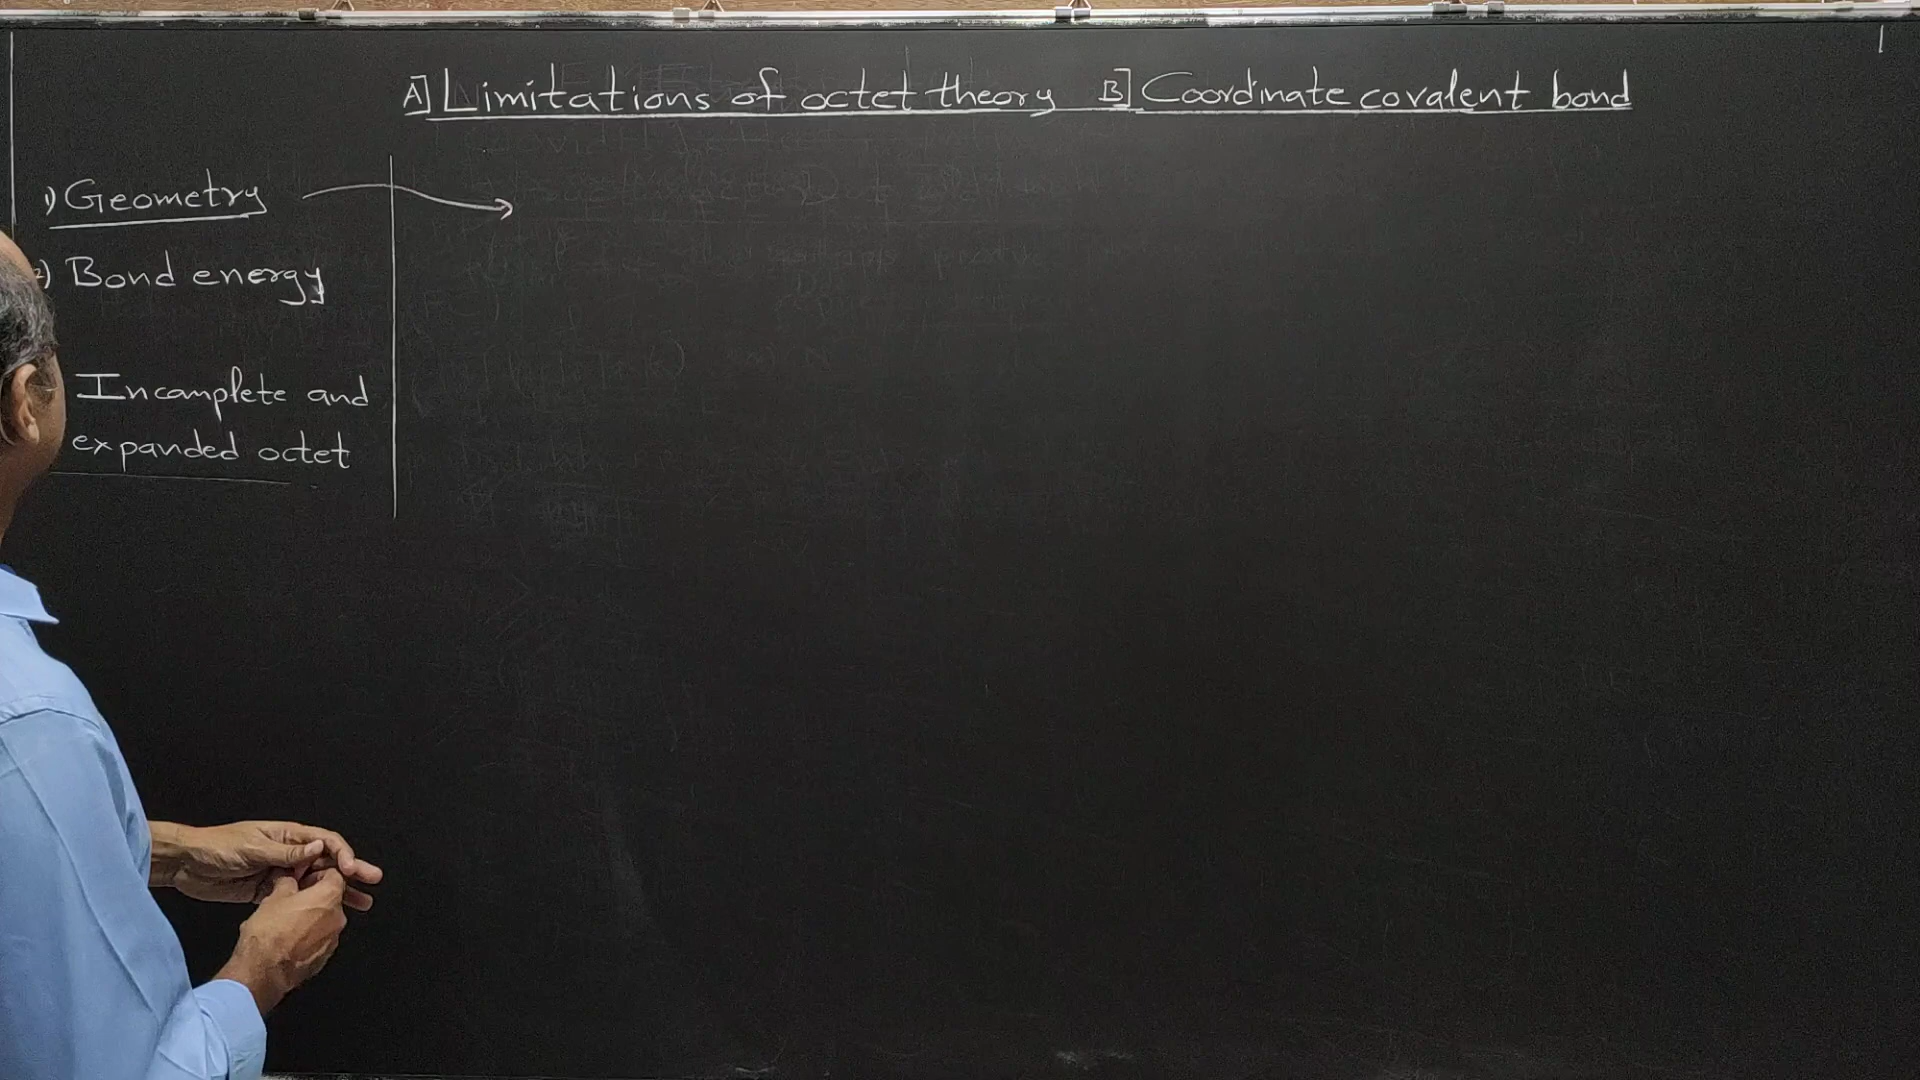 A] Limitations of octet theory B] Coordinate covalent bond
1) Geometry
2) Bond energy
Incomplete and
expanded octet